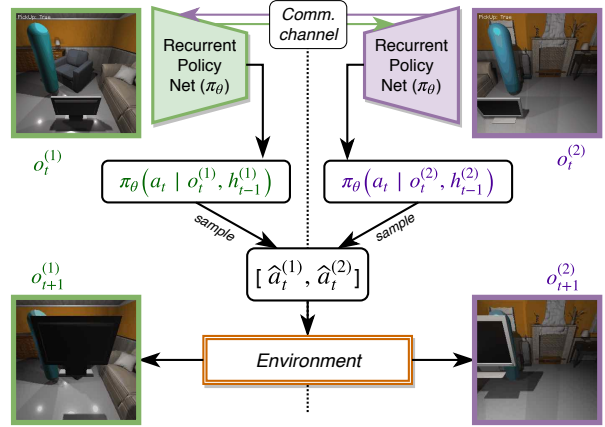 PickUp: True
Comm.
channel
PickUp: True
Recurrent
Policy
Net (π_θ)
Recurrent
Policy
Net (π_θ)
o_t^{(1)}
o_t^{(2)}
π_θ(a_t | o_t^{(1)}, h_{t-1}^{(1)})
π_θ(a_t | o_t^{(2)}, h_{t-1}^{(2)})
sample
sample
[ â_t^{(1)}, â_t^{(2)} ]
o_{t+1}^{(1)}
o_{t+1}^{(2)}
Environment